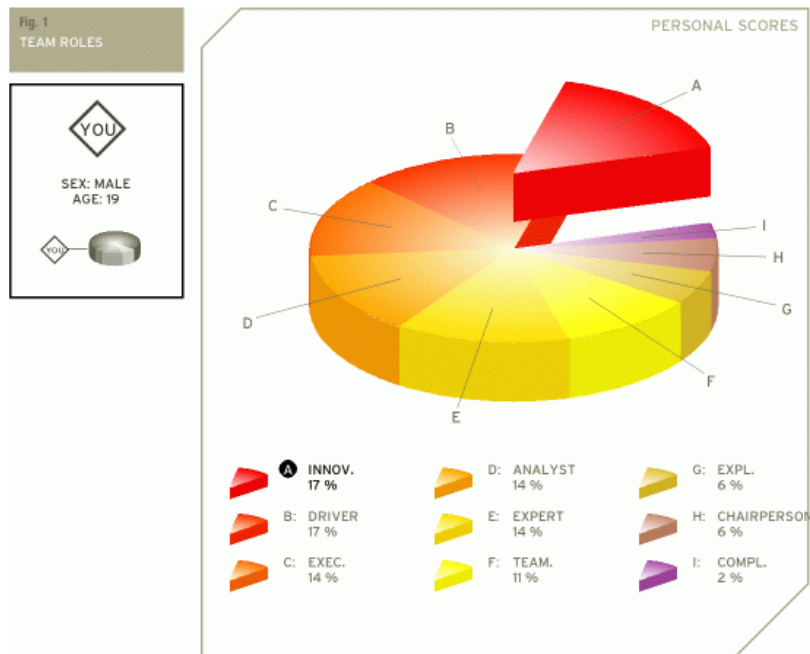 Fig. 1
TEAM ROLES
PERSONAL SCORES
YOU
SEX: MALE
AGE: 19
YOU
A
B
C
D
E
F
G
H
I
A INNOV.
17 %
B: DRIVER
17 %
C: EXEC.
14 %
D: ANALYST
14 %
E: EXPERT
14 %
F: TEAM.
11 %
G: EXPL.
6 %
H: CHAIRPERSON
6 %
I: COMPL.
2 %